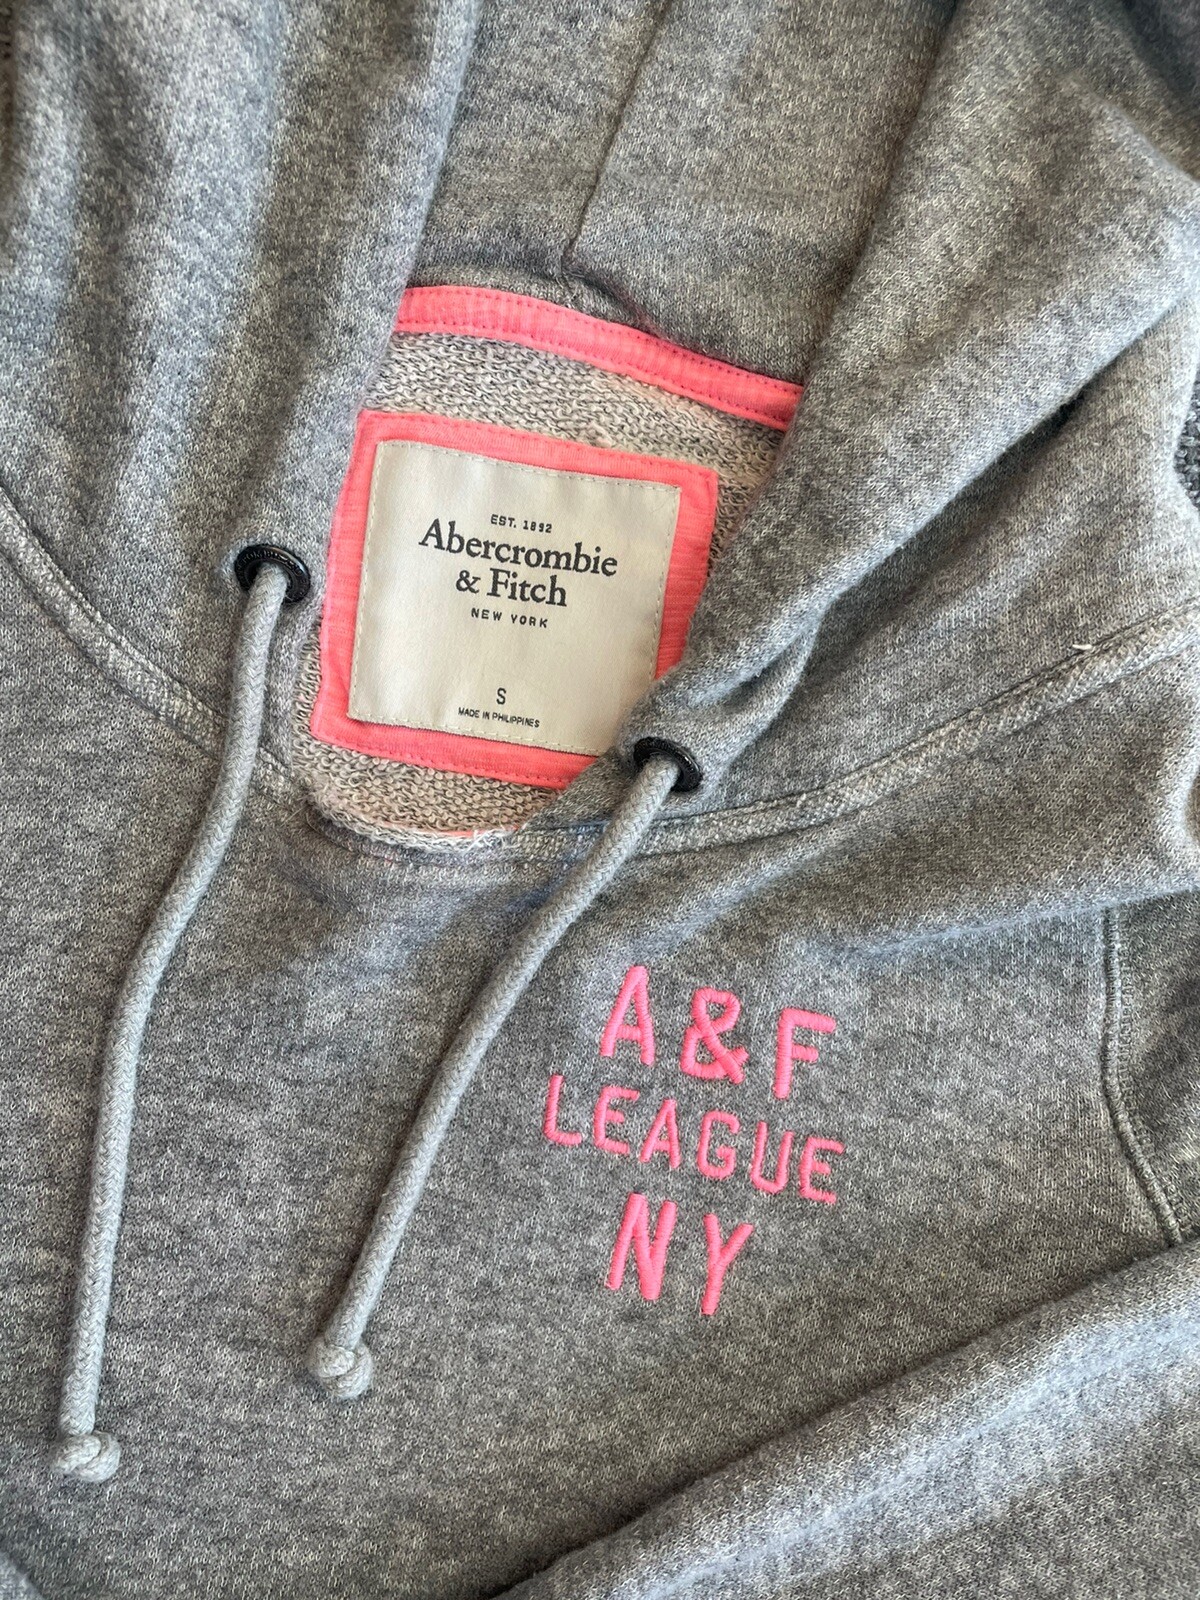 EST. 1892
Abercrombie
& Fitch
NEW YORK
S
MADE IN PHILIPPINES
A&F
LEAGUE
NY